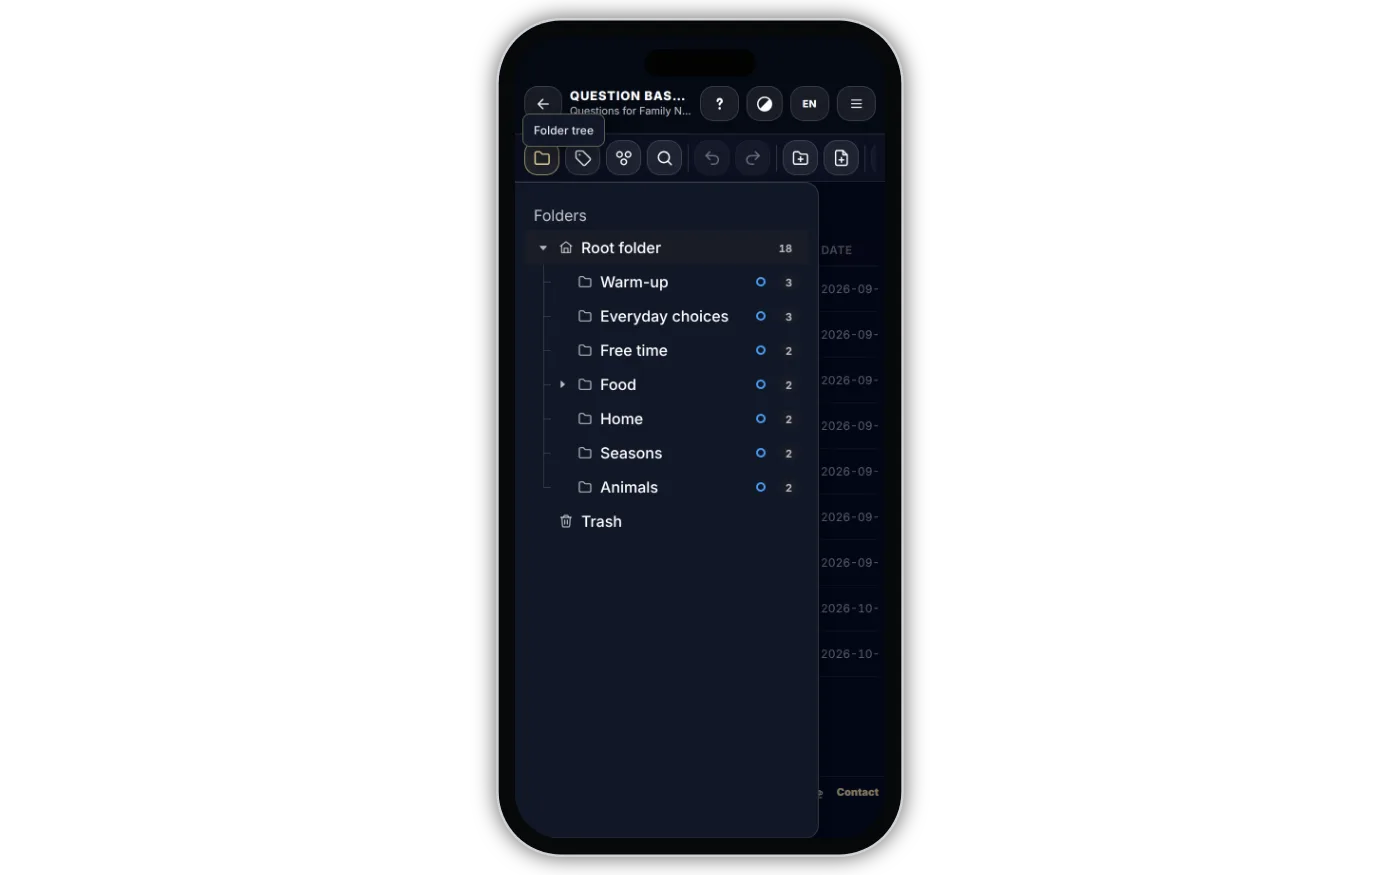 QUESTION BAS...
Questions for Family N...
?
EN
Folder tree
Folders
Root folder 18
Warm-up 3
Everyday choices 3
Free time 2
Food 2
Home 2
Seasons 2
Animals 2
Trash
DATE
2026-09-
2026-09-
2026-09-
2026-09-
2026-09-
2026-09-
2026-09-
2026-10-
2026-10-
Contact